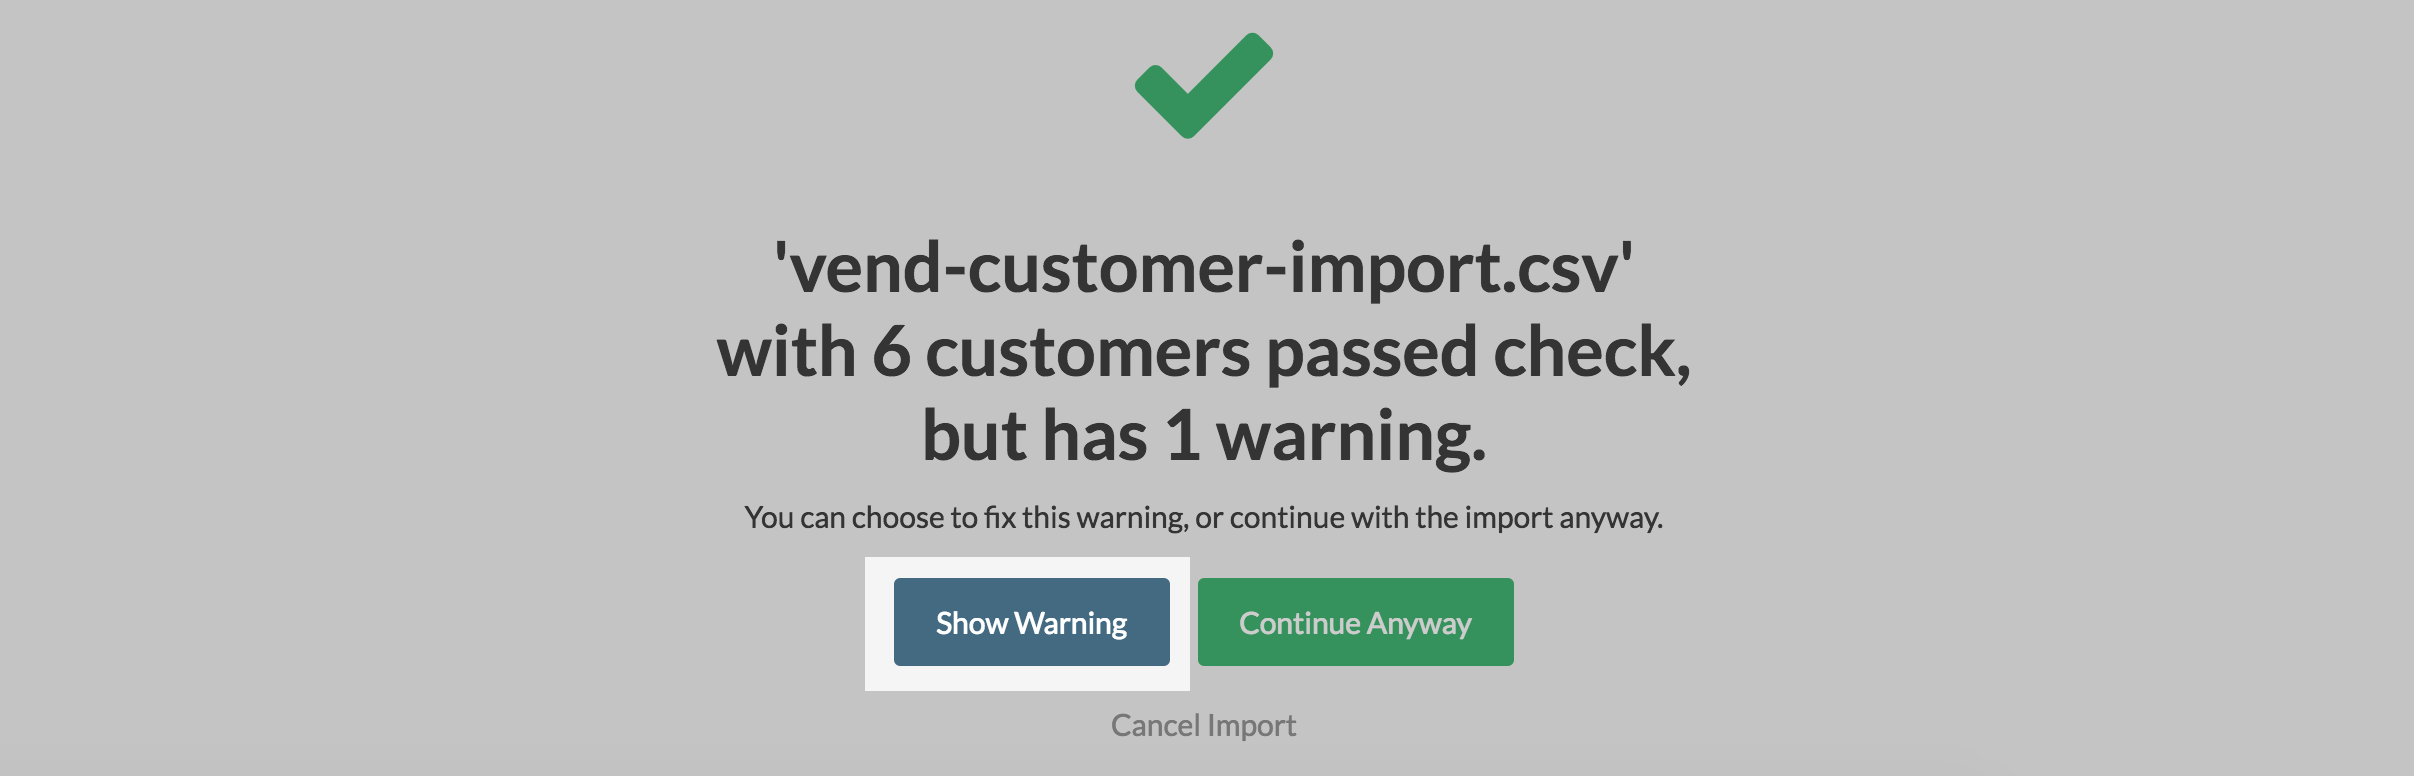 'vend-customer-import.csv'
with 6 customers passed check,
but has 1 warning.
You can choose to fix this warning, or continue with the import anyway.
Show Warning
Continue Anyway
Cancel Import